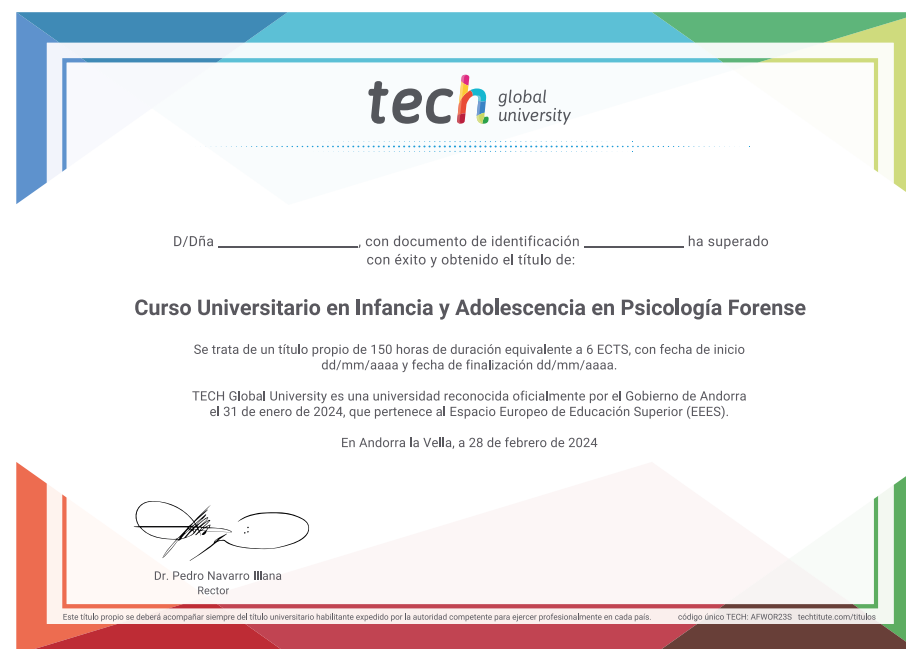 tech global university
D/Dña ____________, con documento de identificación ____________ ha superado
con éxito y obtenido el título de:
Curso Universitario en Infancia y Adolescencia en Psicología Forense
Se trata de un título propio de 150 horas de duración equivalente a 6 ECTS, con fecha de inicio
dd/mm/aaaa y fecha de finalización dd/mm/aaaa.
TECH Global University es una universidad reconocida oficialmente por el Gobierno de Andorra
el 31 de enero de 2024, que pertenece al Espacio Europeo de Educación Superior (EEES).
En Andorra la Vella, a 28 de febrero de 2024
Dr. Pedro Navarro Illana
Rector
Este título propio se deberá acompañar siempre del título universitario habilitante expedido por la autoridad competente para ejercer profesionalmente en cada país. código único TECH: AFWOR23S techtitute.com/titulos